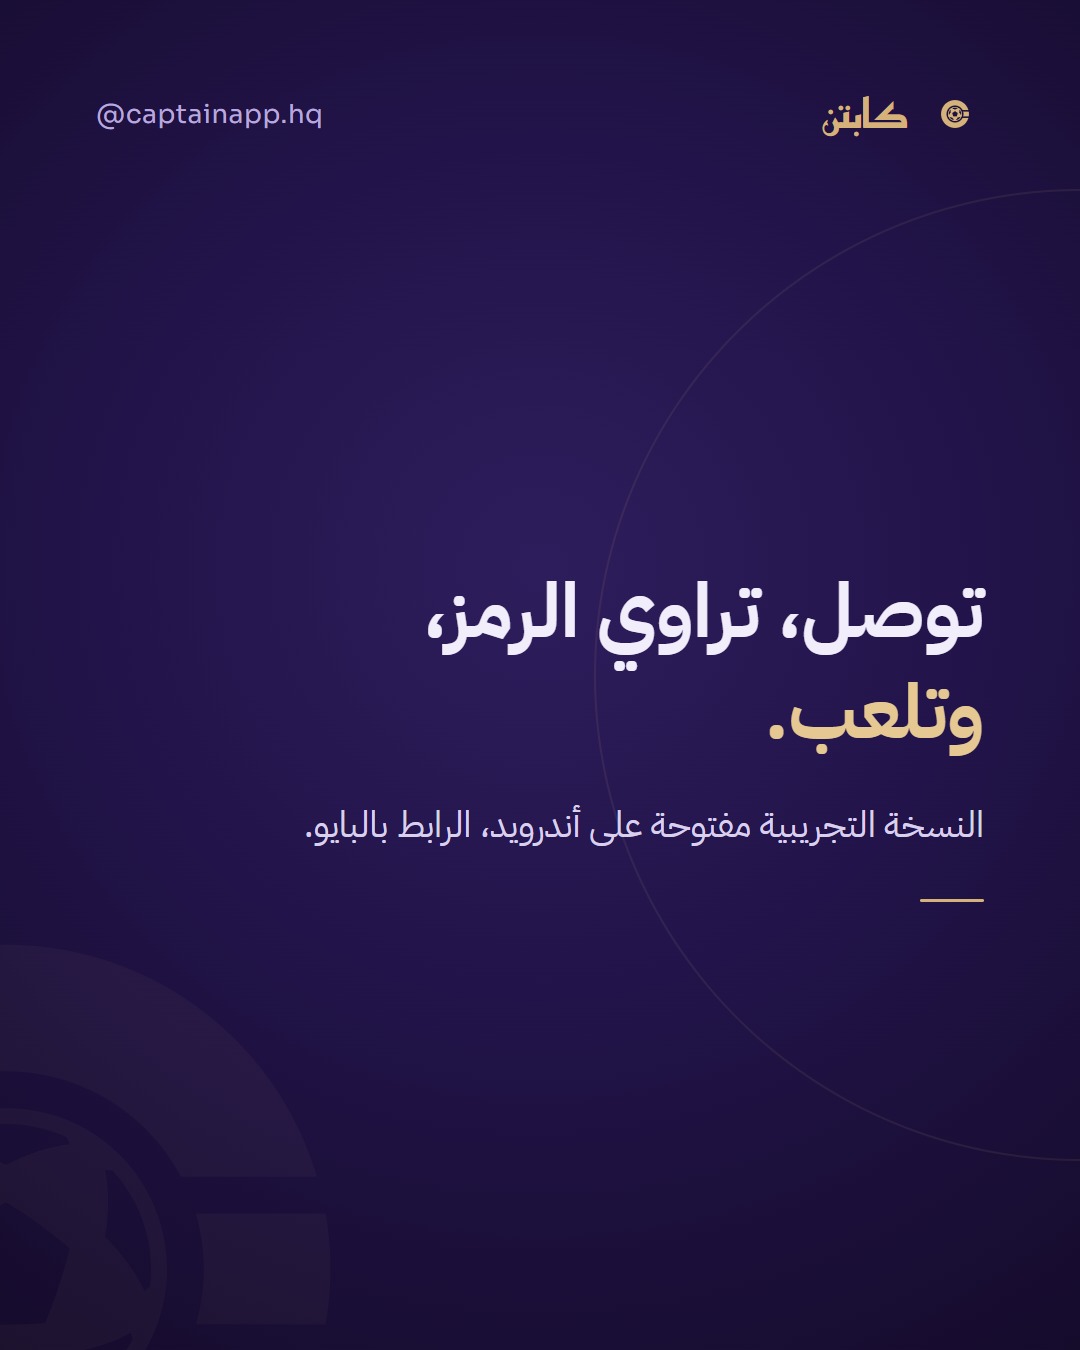 كابتن
@captainapp.hq
توصل، تراوي الرمز،
وتلعب.
النسخة التجريبية مفتوحة على أندرويد، الرابط بالبايو.